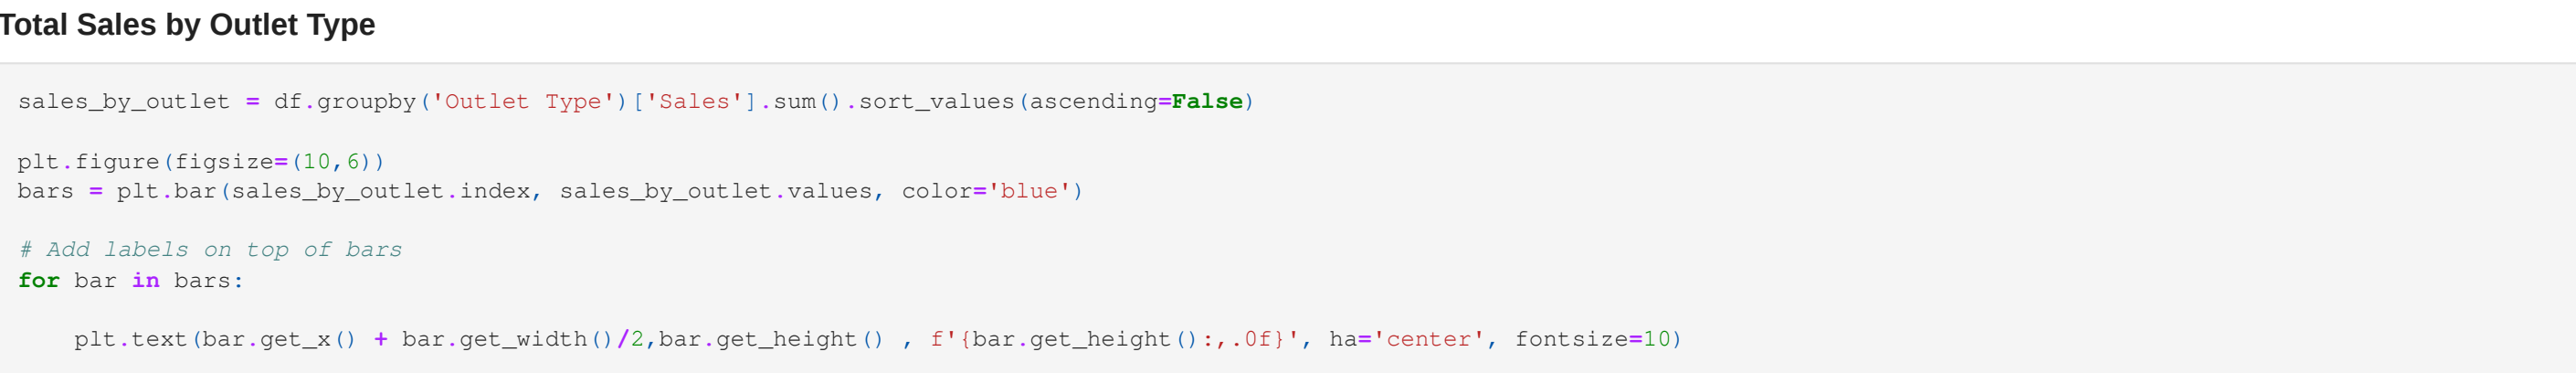 Total Sales by Outlet Type
sales_by_outlet = df.groupby('Outlet Type')['Sales'].sum().sort_values(ascending=False)
plt.figure(figsize=(10,6))
bars = plt.bar(sales_by_outlet.index, sales_by_outlet.values, color='blue')
# Add labels on top of bars
for bar in bars:
    plt.text(bar.get_x() + bar.get_width()/2,bar.get_height() , f'{bar.get_height():,.0f}', ha='center', fontsize=10)